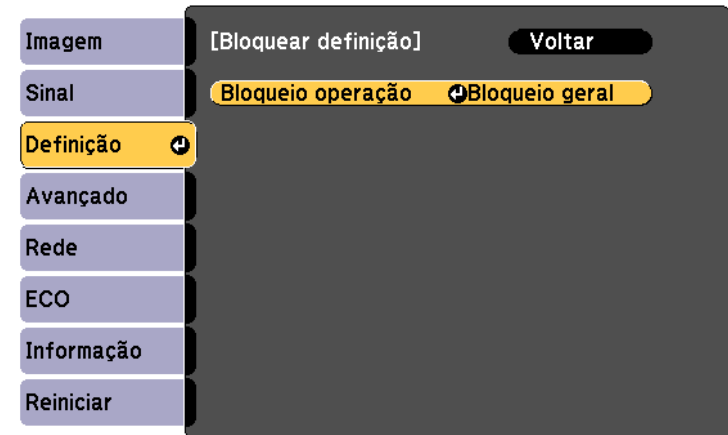 Imagem
Sinal
Definição
Avançado
Rede
ECO
Informação
Reiniciar
[Bloquear definição] Voltar
Bloqueio operação Bloqueio geral